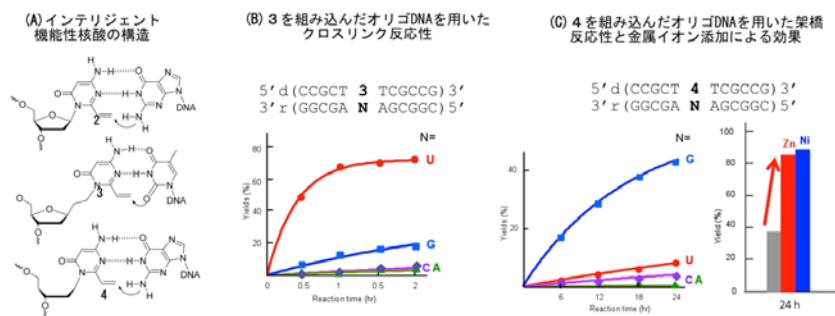 (A)インテリジェント
機能性核酸の構造
NH
O
N
O
N
N
O
N
N
DNA
2
NH
H
3
DNA
4
DNA
(B) 3を組み込んだオリゴDNAを用いた
クロスリンク反応性
5′d(CCGCT 3 TCGCCG)3′
3′r(GGCGA N AGCGGC)5′
N=
U
G
C A
Yields (%)
80
60
40
20
0 0.5 1 1.5 2
Reaction time (hr)
(C) 4を組み込んだオリゴDNAを用いた架橋
反応性と金属イオン添加による効果
5′d(CCGCT 4 TCGCCG)3′
3′r(GGCGA N AGCGGC)5′
N=
G
U
C
A
Yields (%)
40
20
6 12 18 24
Reaction time (hr)
Zn Ni
Yields (%)
100
80
60
40
20
0
24 h